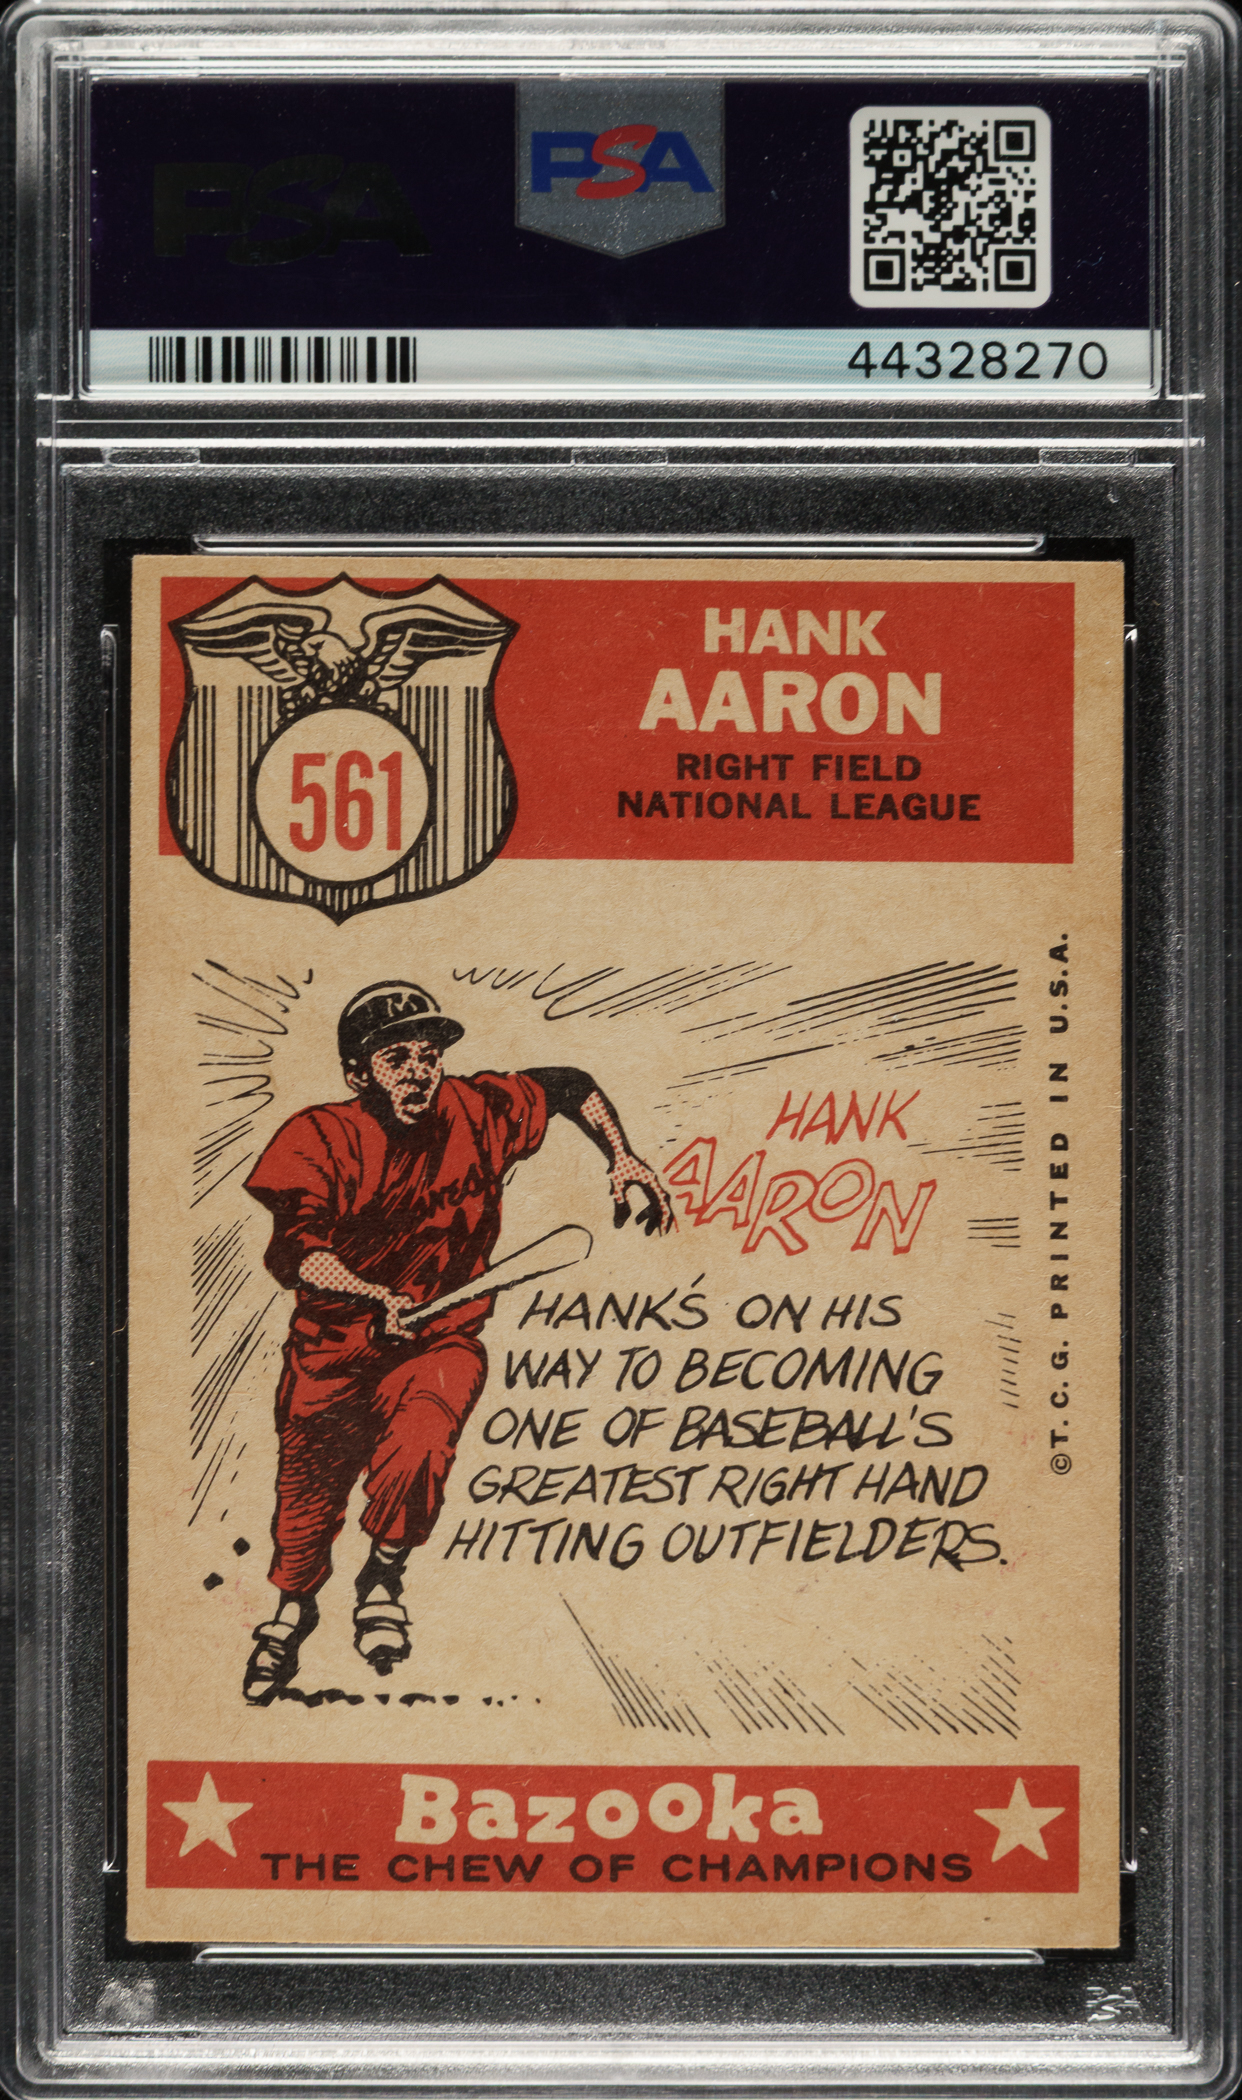 PSA
PSA
44328270
561
HANK
AARON
RIGHT FIELD
NATIONAL LEAGUE
HANK
AARON
HANK'S ON HIS
WAY TO BECOMING
ONE OF BASEBALL'S
GREATEST RIGHT HAND
HITTING OUTFIELDERS.
© T.C.G. PRINTED IN U.S.A.
Bazooka
THE CHEW OF CHAMPIONS